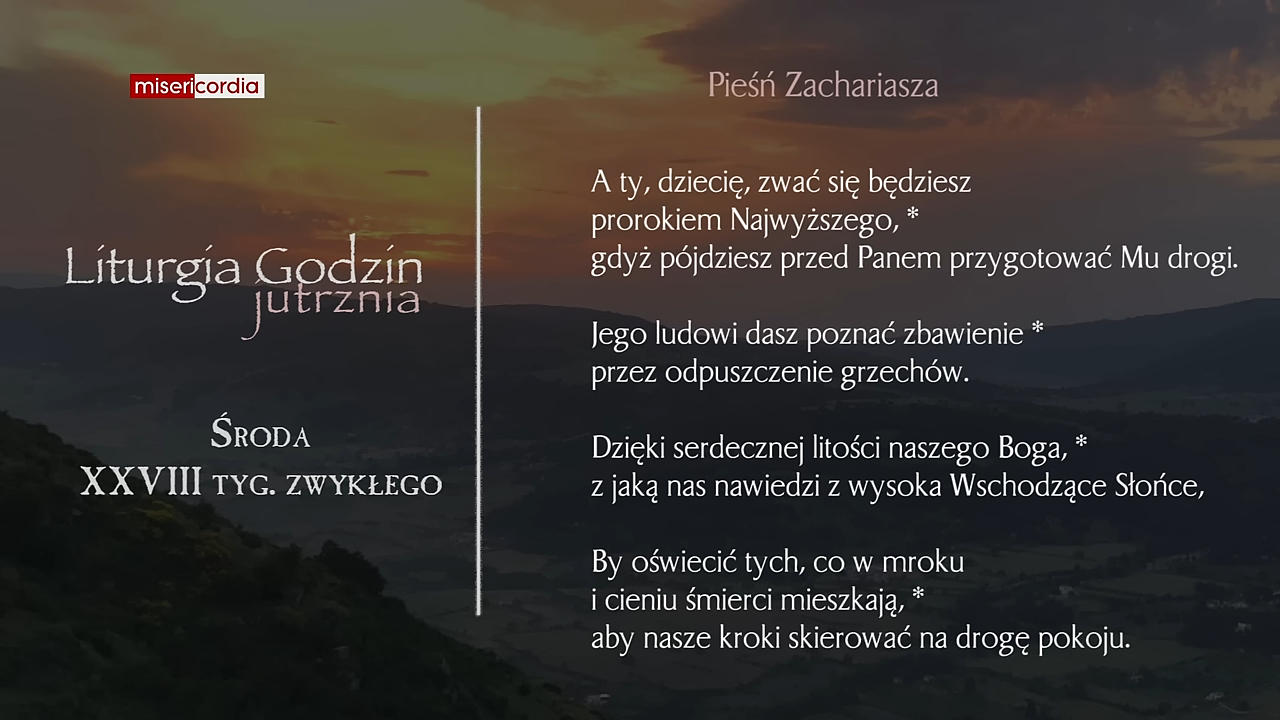 misericordia
Liturgia Godzin
jutrznia
Środa
XXVIII tyg. zwykłego
Pieśń Zachariasza
A ty, dziecię, zwać się będziesz
prorokiem Najwyższego, *
gdyż pójdziesz przed Panem przygotować Mu drogi.
Jego ludowi dasz poznać zbawienie *
przez odpuszczenie grzechów.
Dzięki serdecznej litości naszego Boga, *
z jaką nas nawiedzi z wysoka Wschodzące Słońce,
By oświecić tych, co w mroku
i cieniu śmierci mieszkają, *
aby nasze kroki skierować na drogę pokoju.